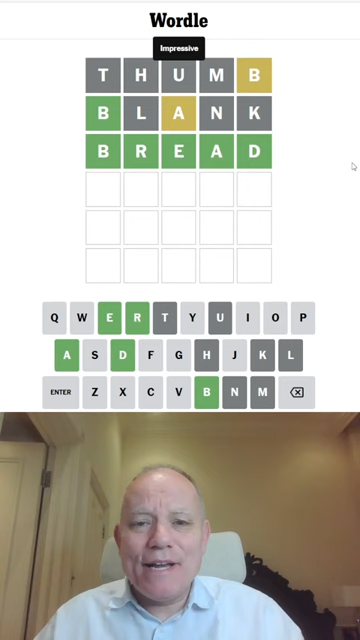 Wordle
Impressive
T H U M B
B L A N K
B R E A D
Q W E R T Y U I O P
A S D F G H J K L
ENTER Z X C V B N M